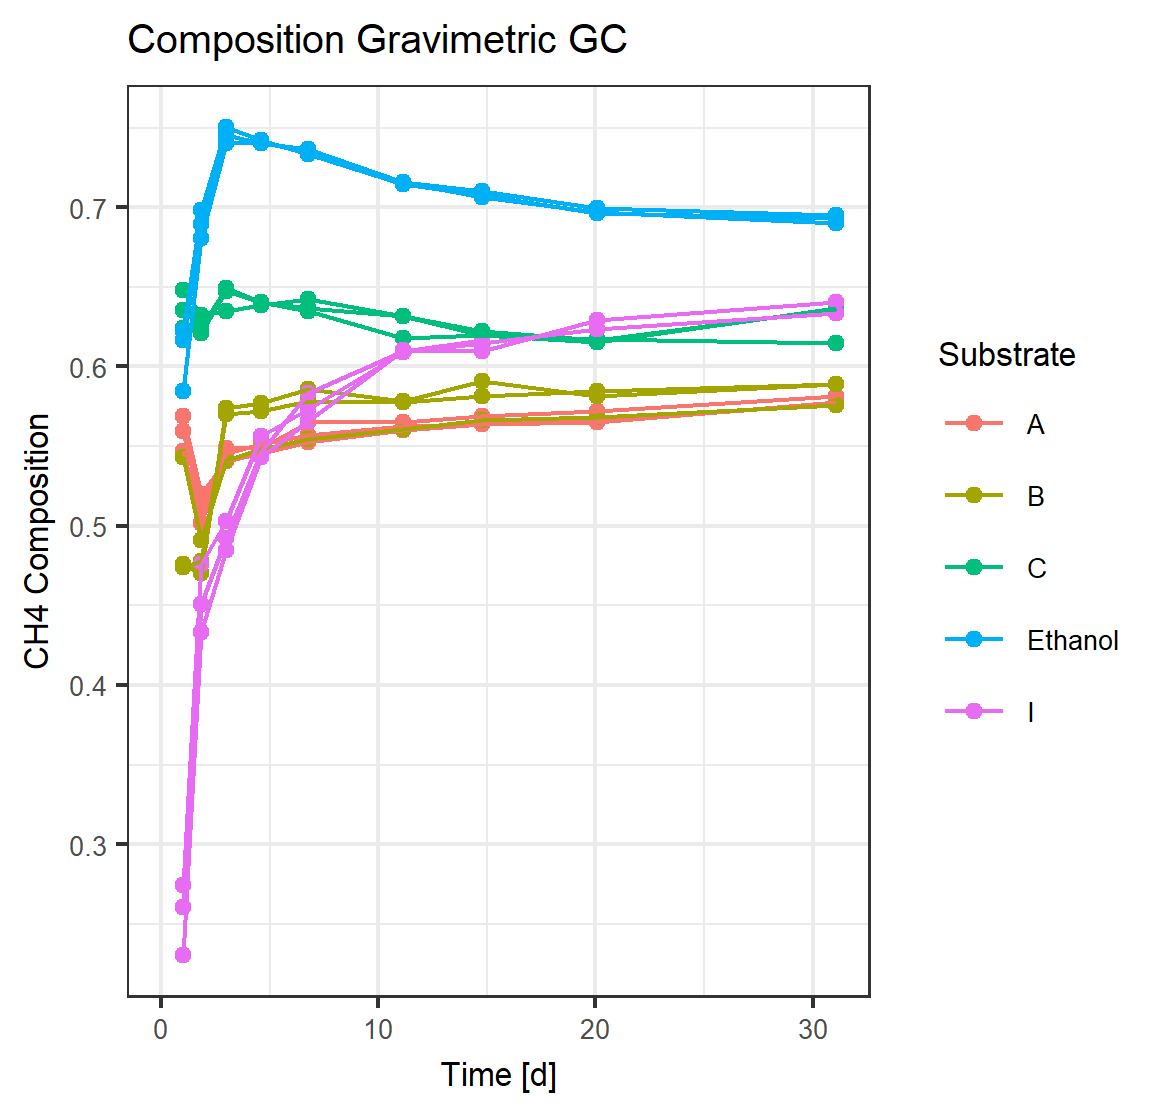 Composition Gravimetric GC
CH4 Composition
0.7
0.6
0.5
0.4
0.3
0
10
20
30
Time [d]
Substrate
A
B
C
Ethanol
I